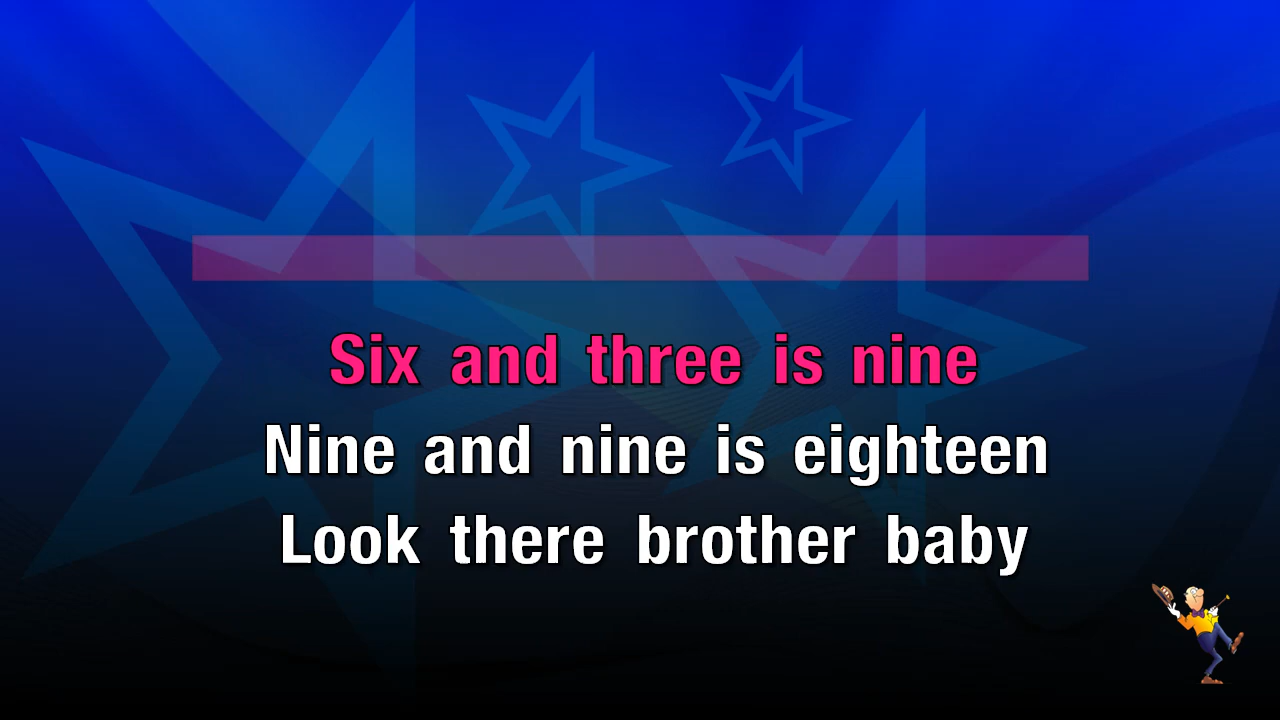 Six and three is nine
Nine and nine is eighteen
Look there brother baby